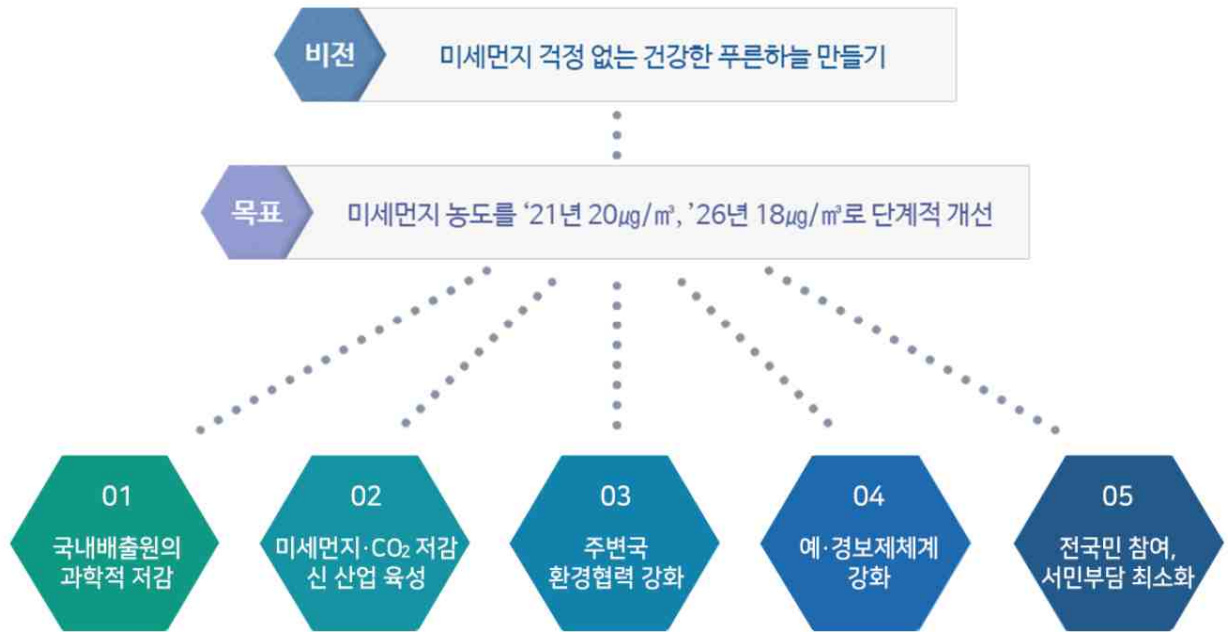 비전
미세먼지 걱정 없는 건강한 푸른하늘 만들기
목표
미세먼지 농도를 ‘21년 20㎍/㎥, ’26년 18㎍/㎥로 단계적 개선
01
국내배출원의
과학적 저감
02
미세먼지·CO₂ 저감
신 산업 육성
03
주변국
환경협력 강화
04
예·경보제체계
강화
05
전국민 참여,
서민부담 최소화